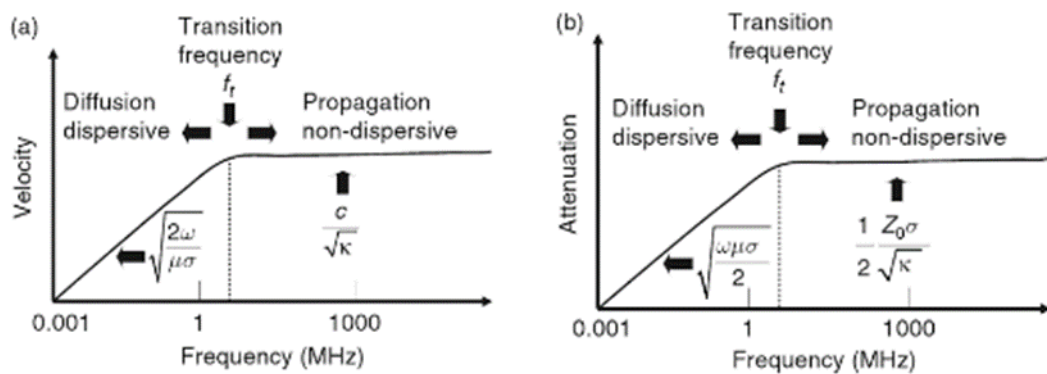 (a)
Transition
frequency
f_t
Diffusion
dispersive
Propagation
non-dispersive
Velocity
√(2ω/μσ)
c/√κ
0.001
1
1000
Frequency (MHz)
(b)
Transition
frequency
f_t
Diffusion
dispersive
Propagation
non-dispersive
Attenuation
√(ωμσ/2)
1/2 Z₀σ/√κ
0.001
1
1000
Frequency (MHz)